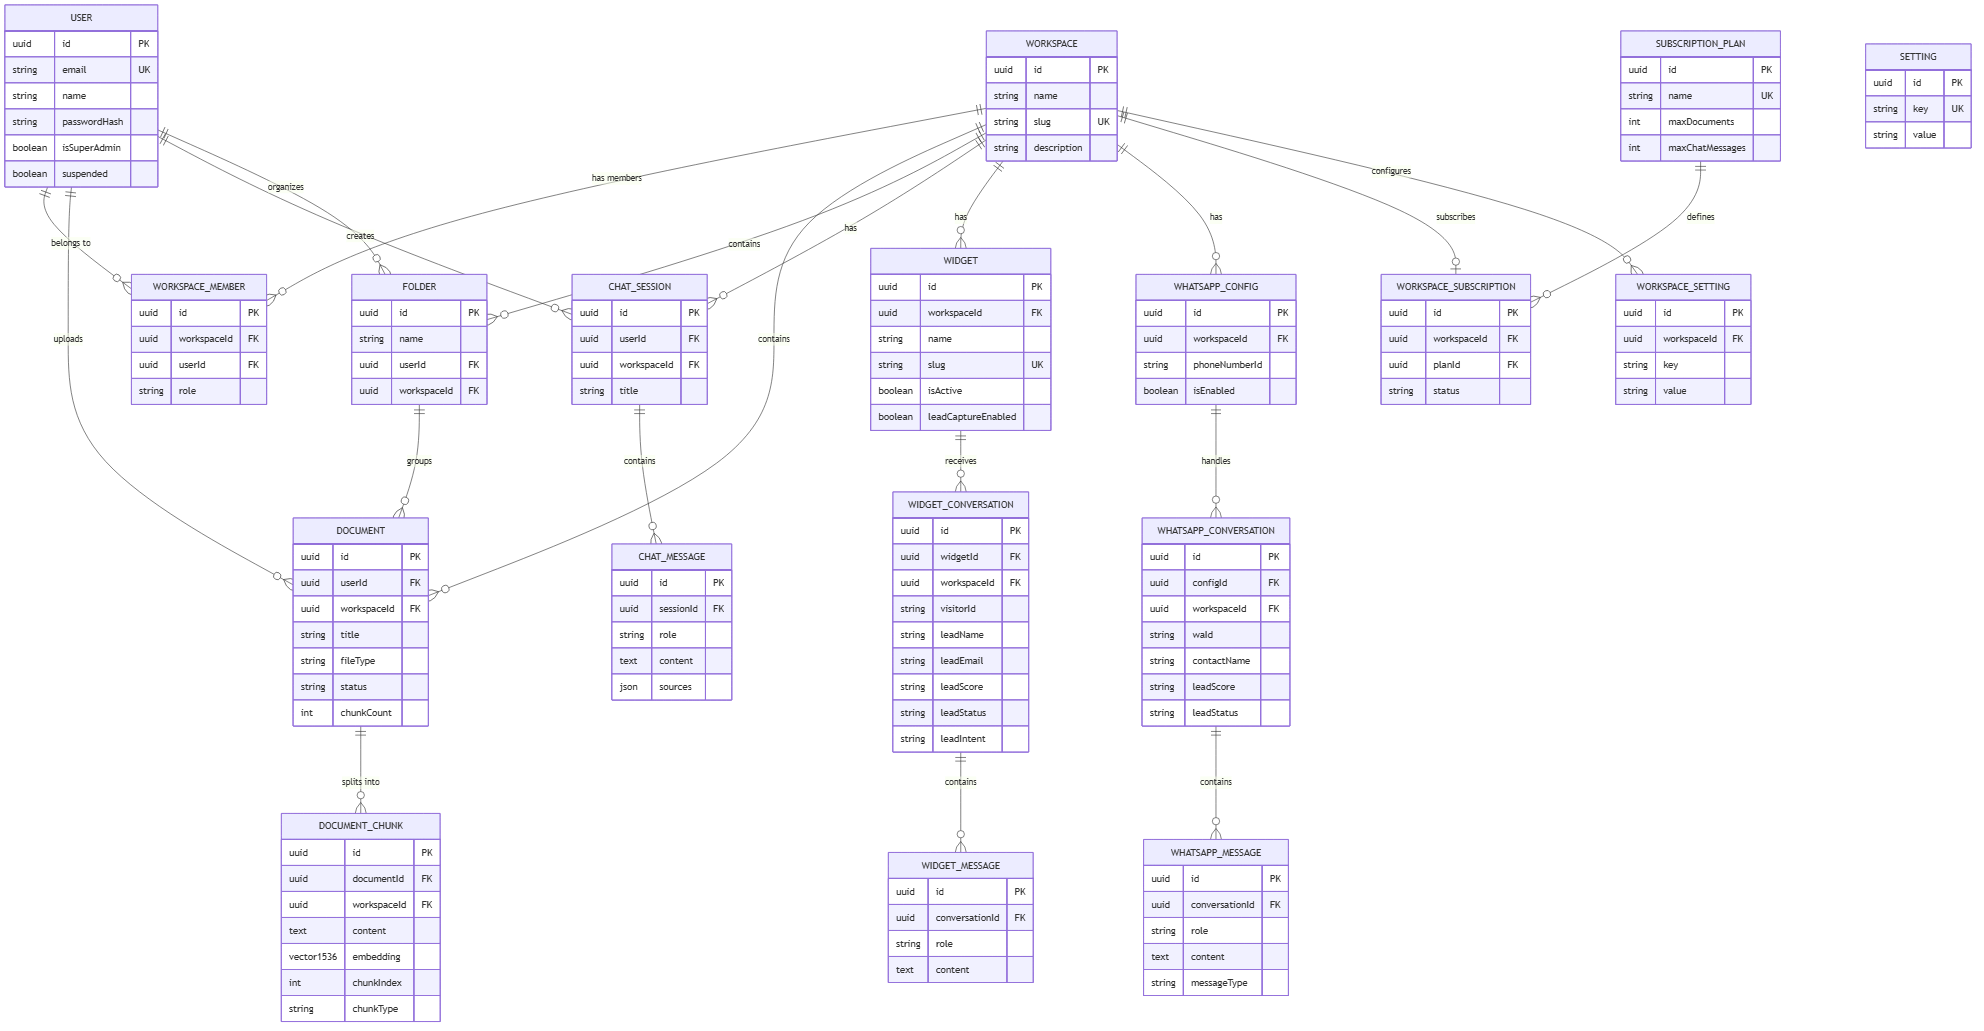 USER
uuid id PK
string email UK
string name
string passwordHash
boolean isSuperAdmin
boolean suspended
WORKSPACE
uuid id PK
string name
string slug UK
string description
SUBSCRIPTION_PLAN
uuid id PK
string name UK
int maxDocuments
int maxChatMessages
SETTING
uuid id PK
string key UK
string value
organizes
has members
configures
belongs to
creates
contains
has
has
has
subscribes
defines
uploads
contains
WORKSPACE_MEMBER
uuid id PK
uuid workspaceId FK
uuid userId FK
string role
FOLDER
uuid id PK
string name
uuid userId FK
uuid workspaceId FK
CHAT_SESSION
uuid id PK
uuid userId FK
uuid workspaceId FK
string title
WIDGET
uuid id PK
uuid workspaceId FK
string name
string slug UK
boolean isActive
boolean leadCaptureEnabled
WHATSAPP_CONFIG
uuid id PK
uuid workspaceId FK
string phoneNumberId
boolean isEnabled
WORKSPACE_SUBSCRIPTION
uuid id PK
uuid workspaceId FK
uuid planId FK
string status
WORKSPACE_SETTING
uuid id PK
uuid workspaceId FK
string key
string value
groups
contains
receives
handles
DOCUMENT
uuid id PK
uuid userId FK
uuid workspaceId FK
string title
string fileType
string status
int chunkCount
CHAT_MESSAGE
uuid id PK
uuid sessionId FK
string role
text content
json sources
WIDGET_CONVERSATION
uuid id PK
uuid widgetId FK
uuid workspaceId FK
string visitorId
string leadName
string leadEmail
string leadScore
string leadStatus
string leadIntent
WHATSAPP_CONVERSATION
uuid id PK
uuid configId FK
uuid workspaceId FK
string waId
string contactName
string leadScore
string leadStatus
splits into
contains
contains
DOCUMENT_CHUNK
uuid id PK
uuid documentId FK
uuid workspaceId FK
text content
vector1536 embedding
int chunkIndex
string chunkType
WIDGET_MESSAGE
uuid id PK
uuid conversationId FK
string role
text content
WHATSAPP_MESSAGE
uuid id PK
uuid conversationId FK
string role
text content
string messageType